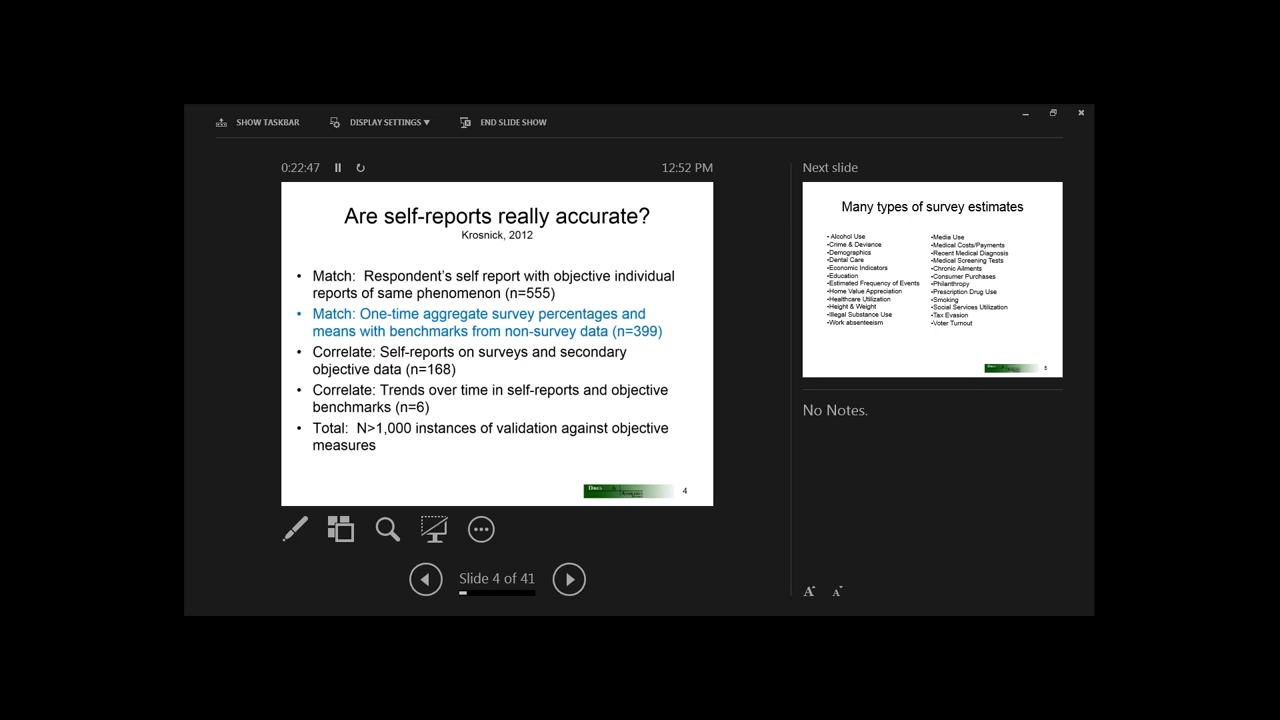 SHOW TASKBAR
DISPLAY SETTINGS ▼
END SLIDE SHOW
0:22:47
12:52 PM
Are self-reports really accurate?
Krosnick, 2012
• Match: Respondent's self report with objective individual
reports of same phenomenon (n=555)
• Match: One-time aggregate survey percentages and
means with benchmarks from non-survey data (n=399)
• Correlate: Self-reports on surveys and secondary
objective data (n=168)
• Correlate: Trends over time in self-reports and objective
benchmarks (n=6)
• Total: N>1,000 instances of validation against objective
measures
4
Slide 4 of 41
Next slide
Many types of survey estimates
•Alcohol Use
•Crime & Deviance
•Demographics
•Dental Care
•Economic Indicators
•Education
•Estimated Frequency of Events
•Home Value Appreciation
•Healthcare Utilization
•Height & Weight
•Illegal Substance Use
•Work absenteeism
•Media Use
•Medical Costs/Payments
•Recent Medical Diagnosis
•Medical Screening Tests
•Chronic Ailments
•Consumer Purchases
•Philanthropy
•Prescription Drug Use
•Smoking
•Social Services Utilization
•Tax Evasion
•Voter Turnout
5
No Notes.
A A